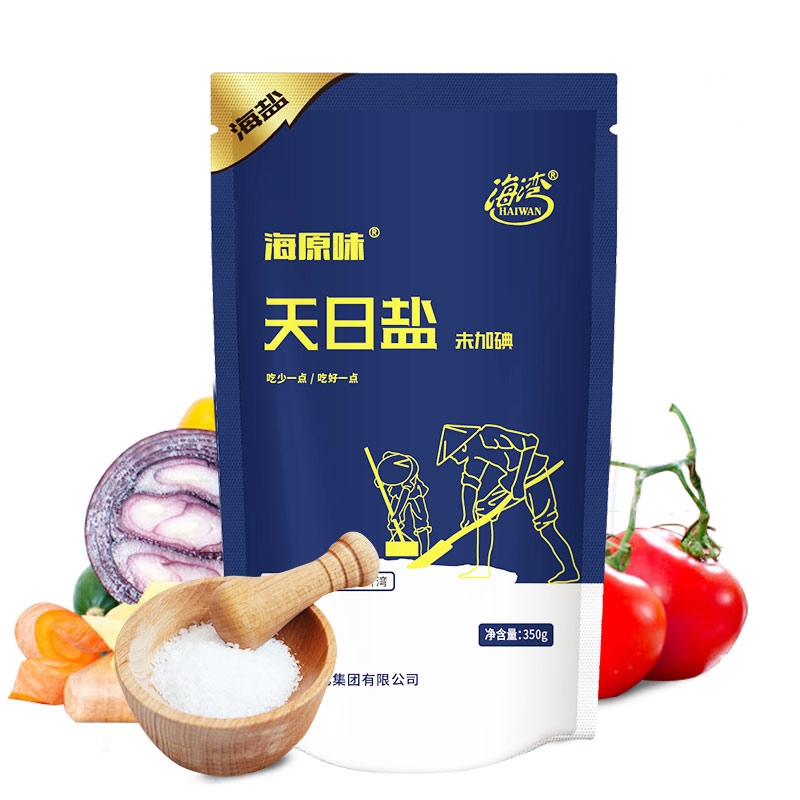 海盐
海湾®
HAIWAN
海原味®
天日盐 未加碘
吃少一点 / 吃好一点
湾
净含量:350g
集团有限公司